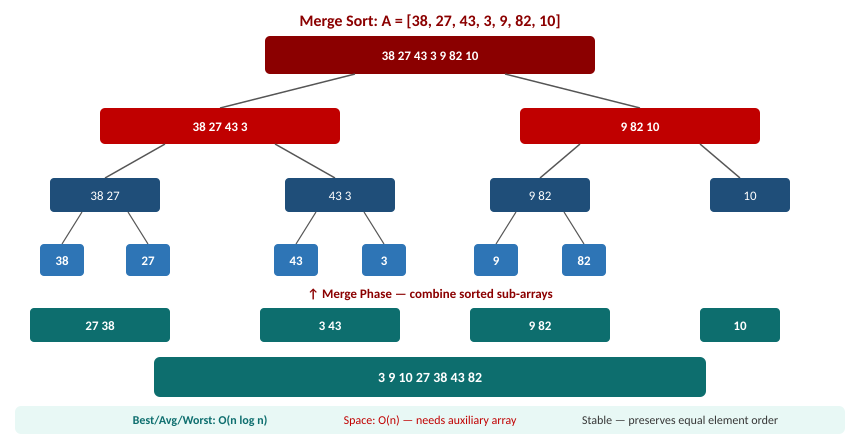 Merge Sort: A = [38, 27, 43, 3, 9, 82, 10]
38 27 43 3 9 82 10
38 27 43 3
9 82 10
38 27
43 3
9 82
10
38
27
43
3
9
82
↑ Merge Phase — combine sorted sub-arrays
27 38
3 43
9 82
10
3 9 10 27 38 43 82
Best/Avg/Worst: O(n log n)
Space: O(n) — needs auxiliary array
Stable — preserves equal element order